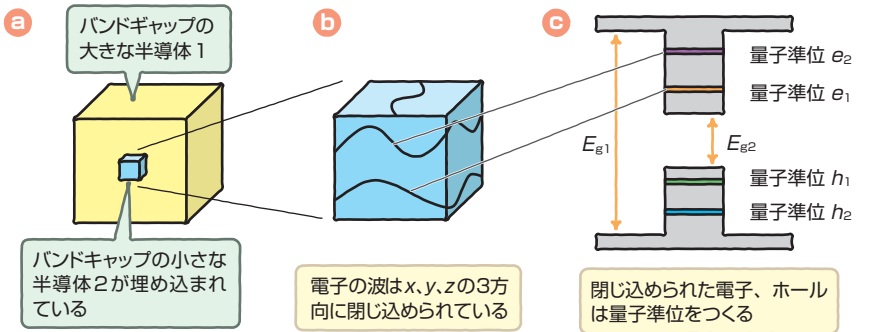 a
バンドギャップの
大きな半導体1
バンドキャップの小さな
半導体2が埋め込まれ
ている
b
電子の波はx、y、zの3方
向に閉じ込められている
c
量子準位 e2
量子準位 e1
Eg1
Eg2
量子準位 h1
量子準位 h2
閉じ込められた電子、ホール
は量子準位をつくる